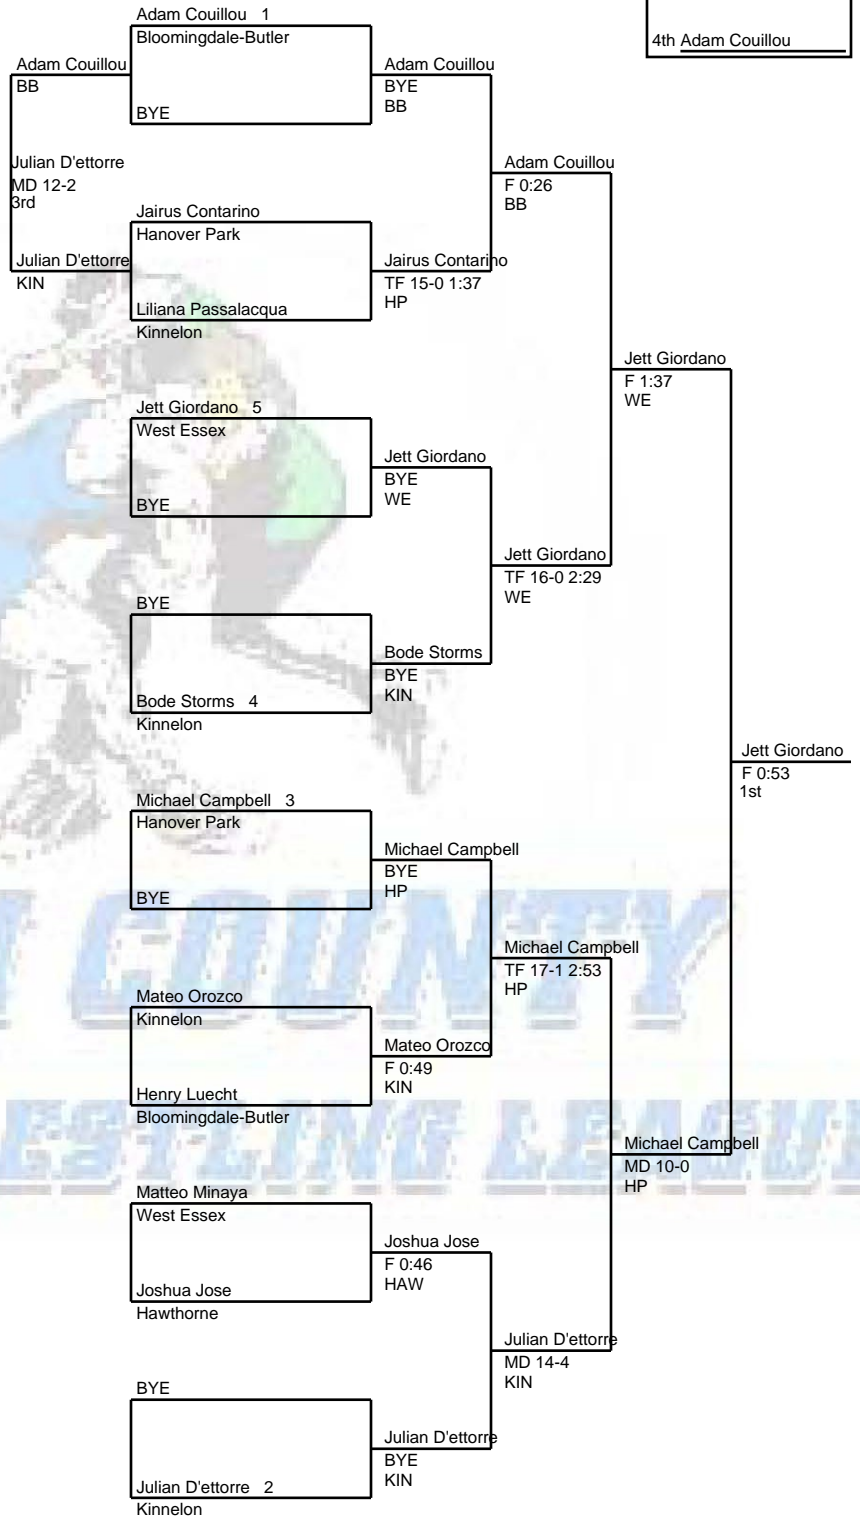 Adam Couillou 1
Bloomingdale-Butler
4th Adam Couillou
Adam Couillou
BB
Adam Couillou
BYE
BB
BYE
Julian D'ettorre
MD 12-2
3rd
Adam Couillou
F 0:26
BB
Jairus Contarino
Hanover Park
Julian D'ettorre
KIN
Jairus Contarino
TF 15-0 1:37
HP
Liliana Passalacqua
Kinnelon
Jett Giordano
F 1:37
WE
Jett Giordano 5
West Essex
Jett Giordano
BYE
WE
BYE
Jett Giordano
TF 16-0 2:29
WE
BYE
Bode Storms
BYE
KIN
Bode Storms 4
Kinnelon
Jett Giordano
F 0:53
1st
Michael Campbell 3
Hanover Park
Michael Campbell
BYE
HP
BYE
COUNTY
Michael Campbell
TF 17-1 2:53
HP
Mateo Orozco
Kinnelon
Mateo Orozco
F 0:49
KIN
Henry Luecht
Bloomingdale-Butler
ESTLING LEAGU
Michael Campbell
MD 10-0
HP
Matteo Minaya
West Essex
Joshua Jose
F 0:46
HAW
Joshua Jose
Hawthorne
Julian D'ettorre
MD 14-4
KIN
BYE
Julian D'ettorre
BYE
KIN
Julian D'ettorre 2
Kinnelon